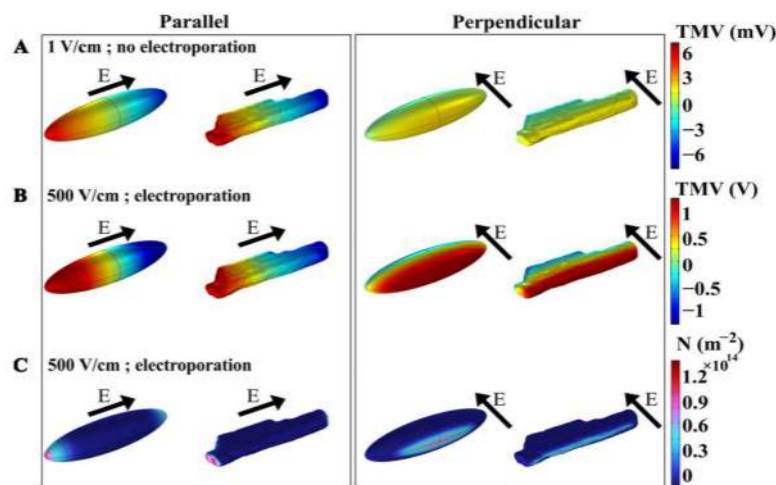 Parallel
Perpendicular
TMV (mV)
A 1 V/cm ; no electroporation
E
E
E
E
6
3
0
−3
−6
B 500 V/cm ; electroporation
TMV (V)
E
E
E
E
1
0.5
0
−0.5
−1
C 500 V/cm ; electroporation
N (m⁻²)
×10¹⁴
E
E
E
E
1.2
0.9
0.6
0.3
0